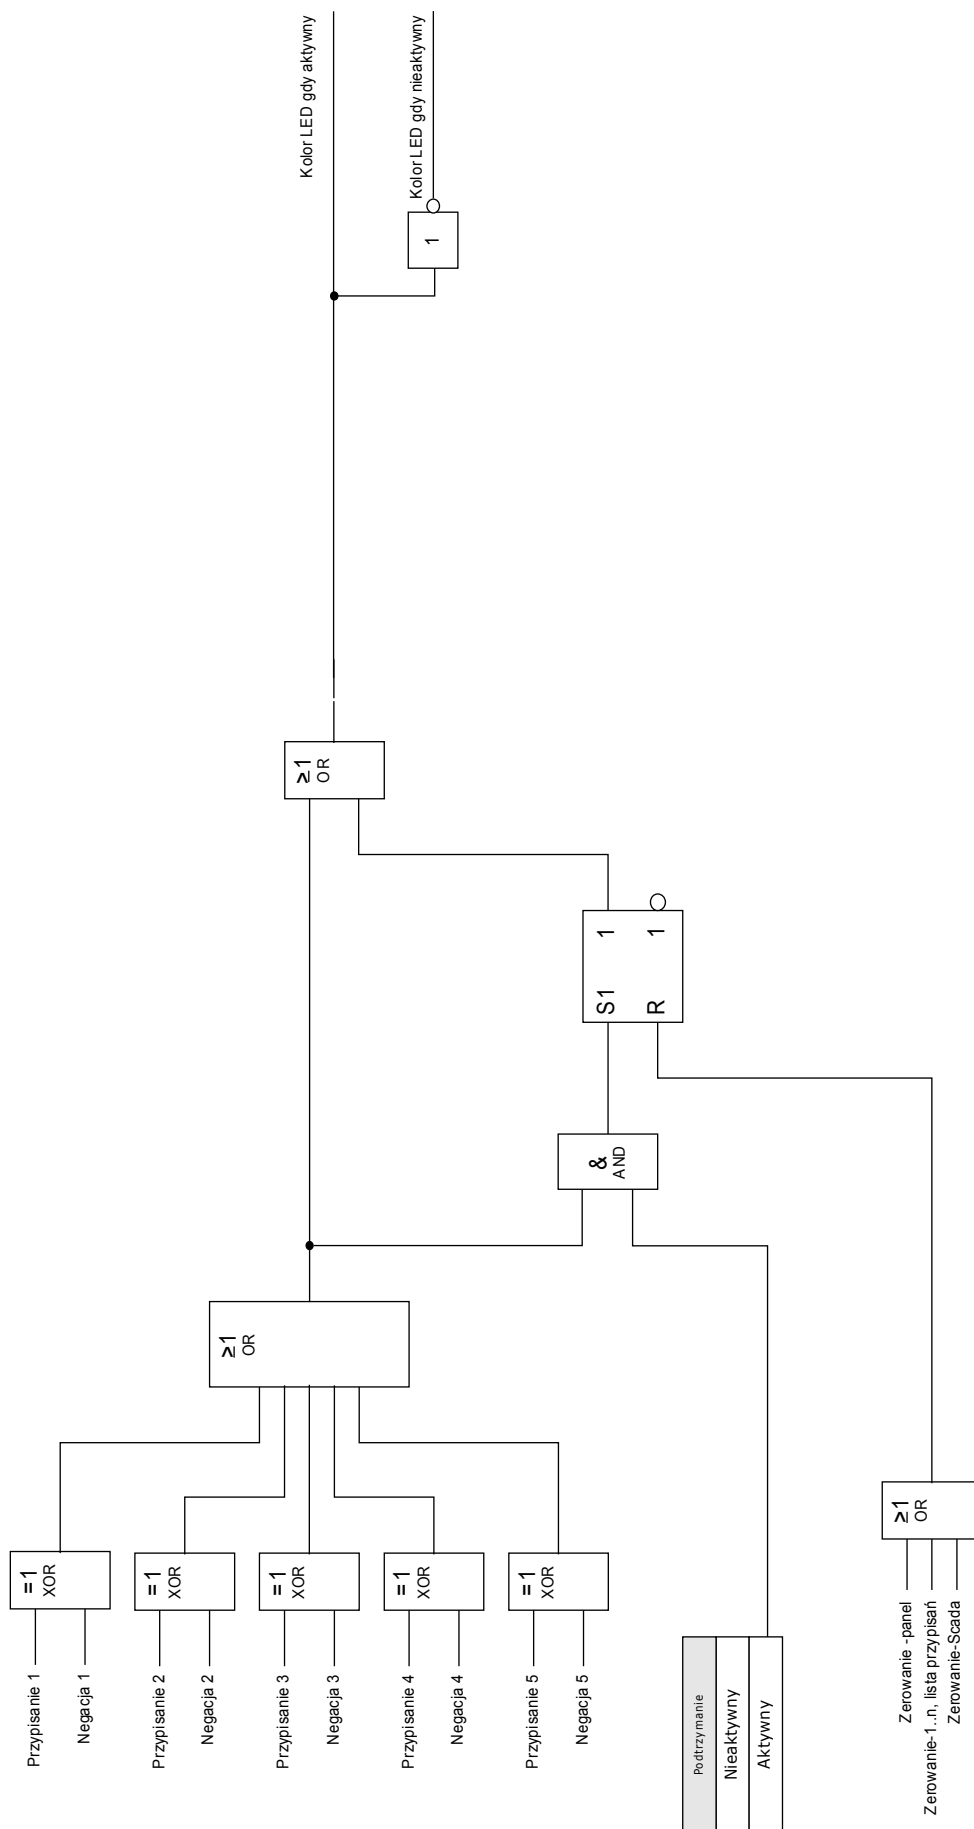 Przypisanie 1
Negacja 1
=1
XOR
Przypisanie 2
Negacja 2
=1
XOR
Przypisanie 3
Negacja 3
=1
XOR
Przypisanie 4
Negacja 4
=1
XOR
Przypisanie 5
Negacja 5
=1
XOR
≥1
OR
≥1
OR
Kolor LED gdy aktywny
1
Kolor LED gdy nieaktywny
&
AND
S1 1
R 1
Podtrzymanie
Nieaktywny
Aktywny
Zerowanie -panel
Zerowanie-1..n, lista przypisań
Zerowanie-Scada
≥1
OR